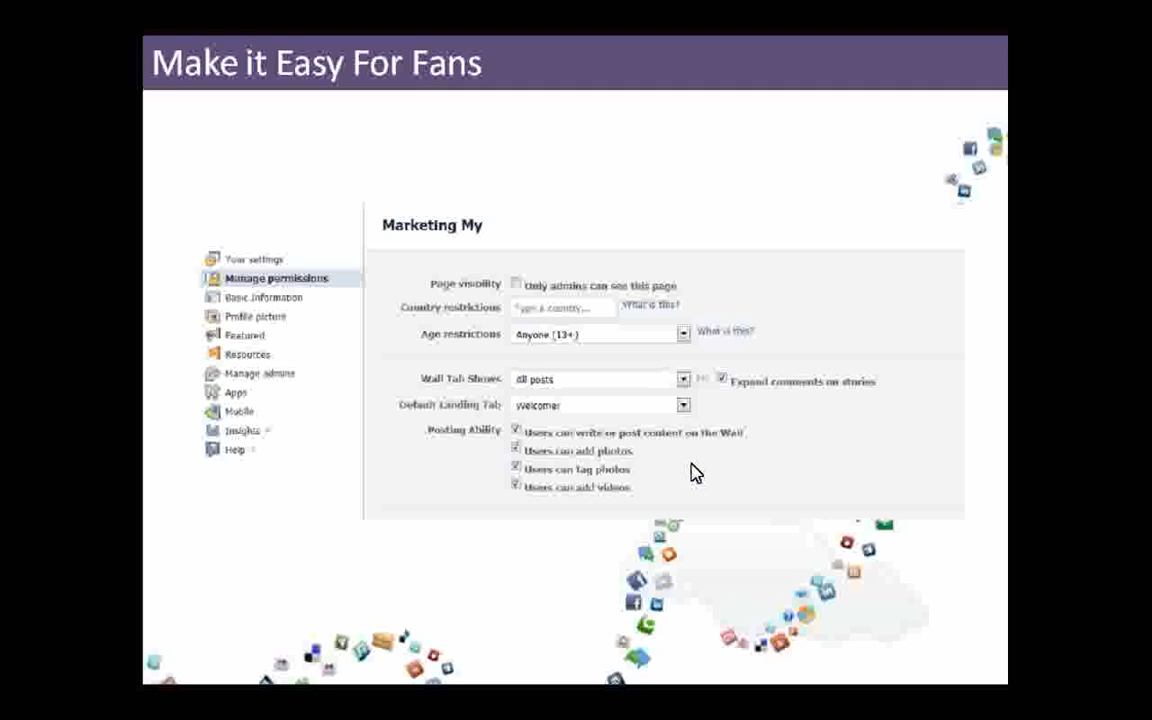 Make it Easy For Fans
Marketing My
Your settings
Manage permissions
Basic Information
Profile picture
Featured
Resources
Manage admins
Apps
Mobile
Insights
Help
Page visibility Only admins can see this page
Country restrictions Type a country... What is this?
Age restrictions Anyone (13+) What is this?
Wall Tab Shows All posts Expand comments on stories
Default Landing Tab Welcome
Posting Ability Users can write or post content on the Wall
Users can add photos
Users can tag photos
Users can add videos